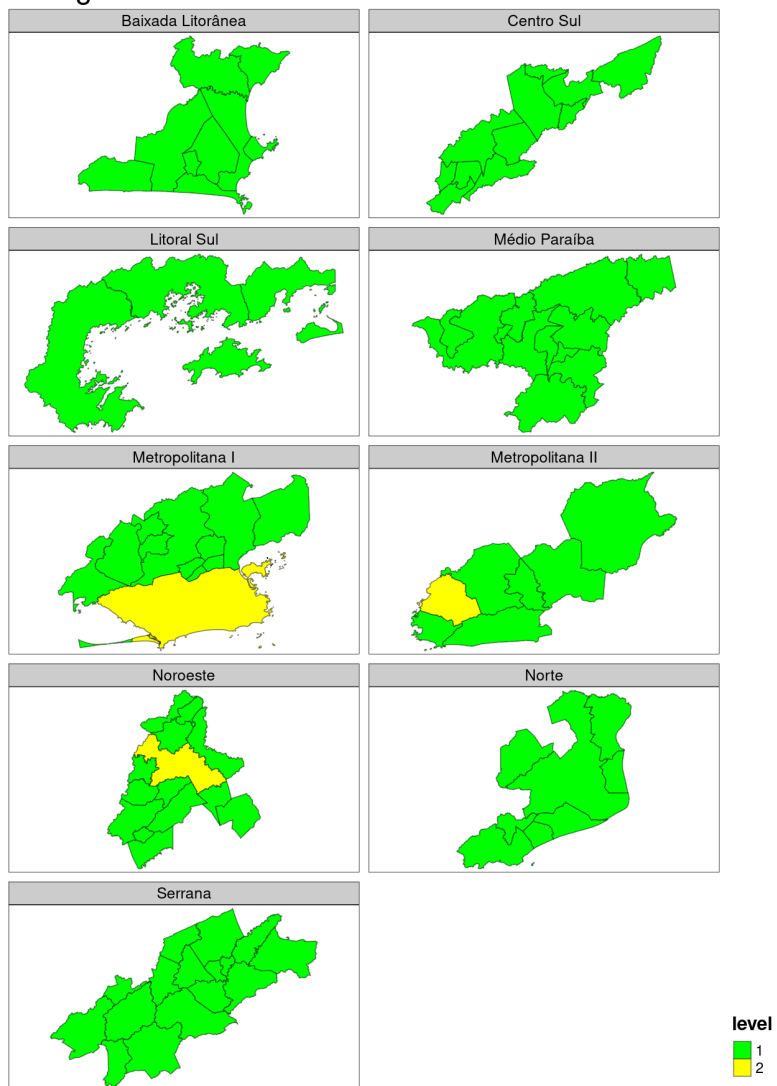 Baixada Litorânea
Centro Sul
Litoral Sul
Médio Paraíba
Metropolitana I
Metropolitana II
Noroeste
Norte
Serrana
level
1
2